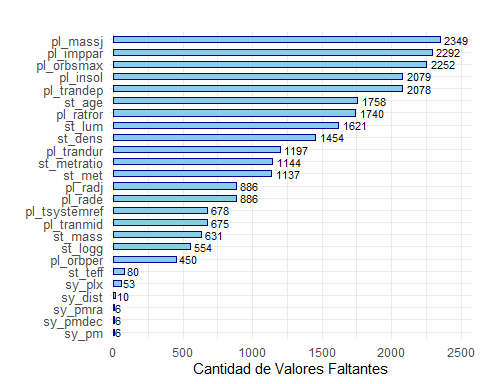 pl_massj 2349
pl_imppar 2292
pl_orbsmax 2252
pl_insol 2079
pl_trandep 2078
st_age 1758
pl_ratror 1740
st_lum 1621
st_dens 1454
pl_trandur 1197
st_metratio 1144
st_met 1137
pl_radj 886
pl_rade 886
pl_tsystemref 678
pl_tranmid 675
st_mass 631
st_logg 554
pl_orbper 450
st_teff 80
sy_plx 53
sy_dist 10
sy_pmra 6
sy_pmdec 6
sy_pm 6
0 500 1000 1500 2000 2500
Cantidad de Valores Faltantes